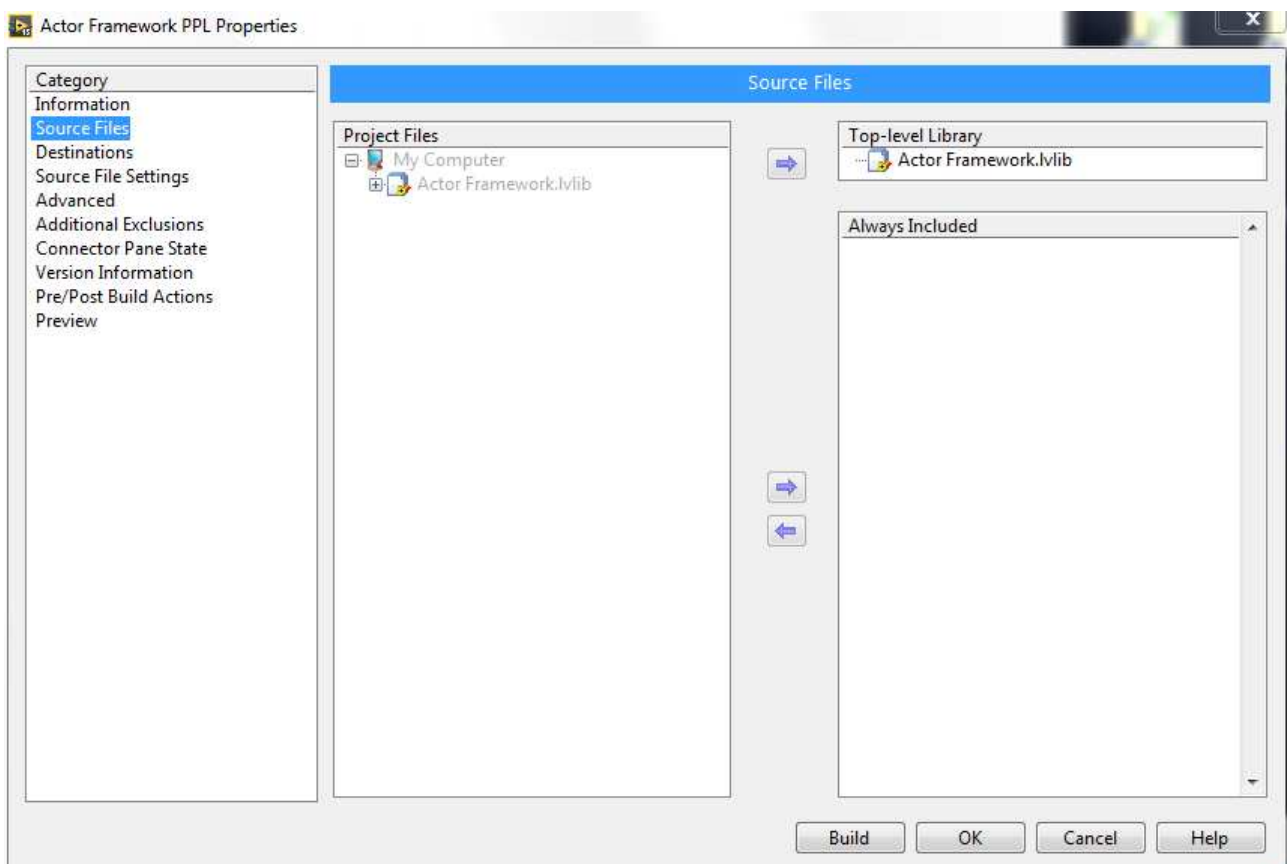 Actor Framework PPL Properties
Category
Information
Source Files
Destinations
Source File Settings
Advanced
Additional Exclusions
Connector Pane State
Version Information
Pre/Post Build Actions
Preview
Source Files
Project Files
My Computer
Actor Framework.lvlib
Top-level Library
Actor Framework.lvlib
Always Included
Build
OK
Cancel
Help